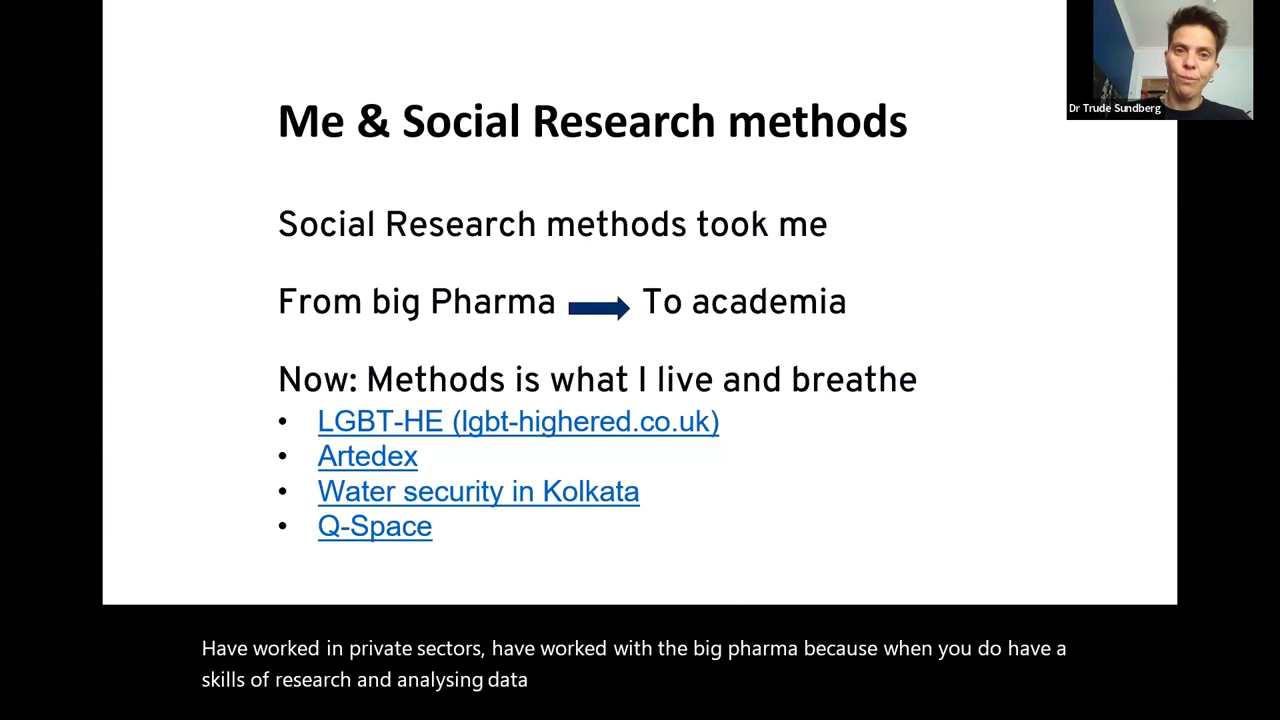 Dr Trude Sundberg
Me & Social Research methods
Social Research methods took me
From big Pharma To academia
Now: Methods is what I live and breathe
• LGBT-HE (lgbt-highered.co.uk)
• Artedex
• Water security in Kolkata
• Q-Space
Have worked in private sectors, have worked with the big pharma because when you do have a
skills of research and analysing data